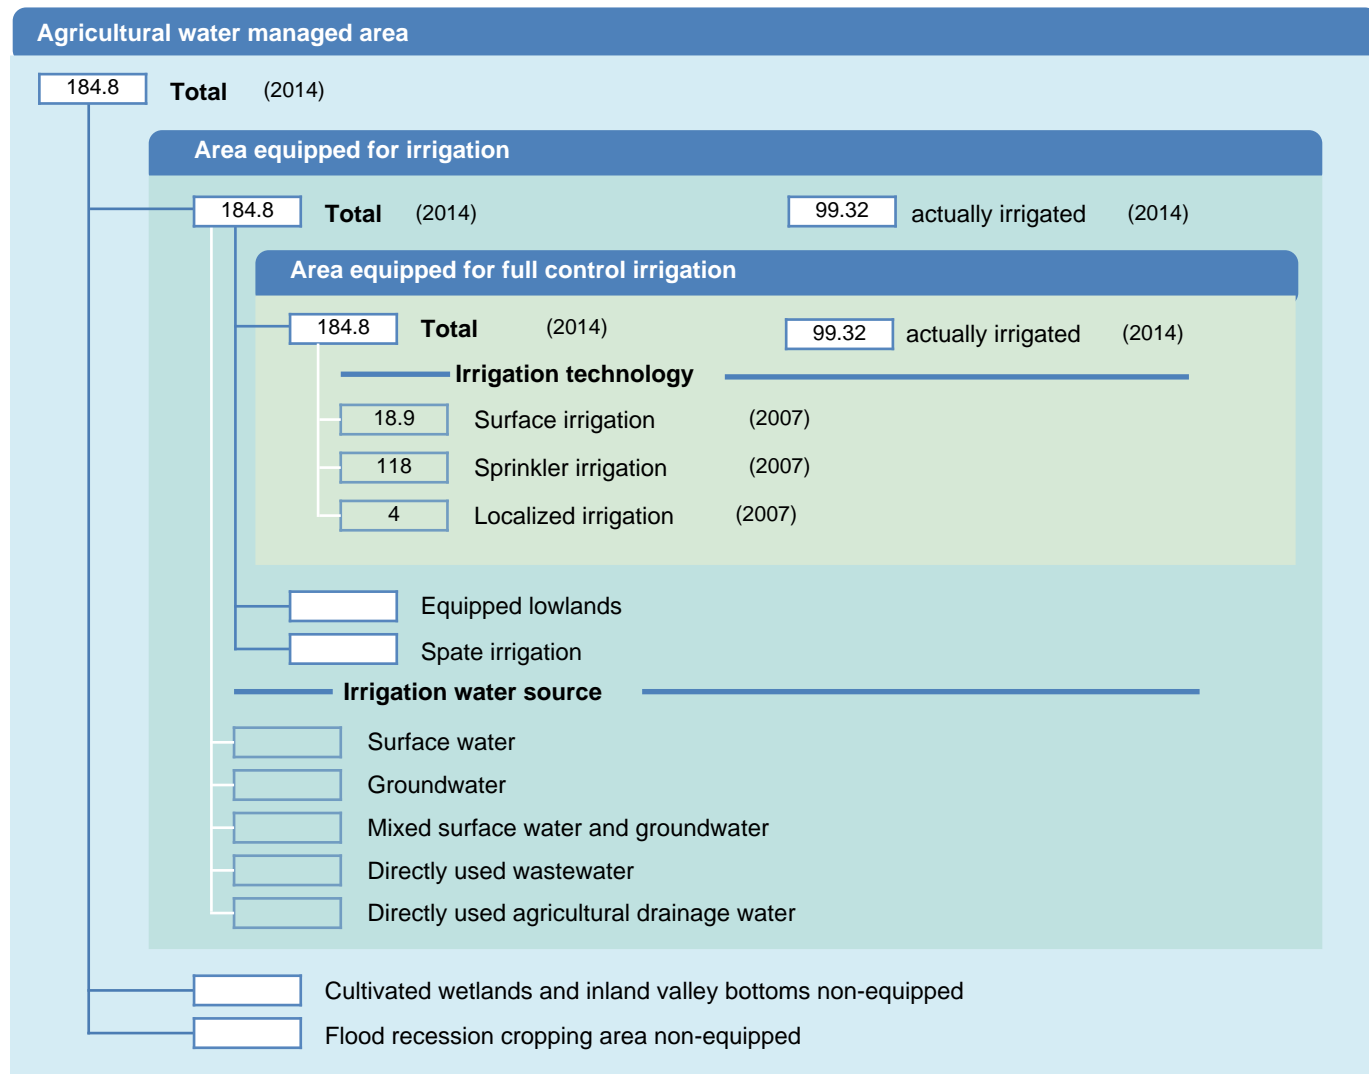 Agricultural water managed area
184.8 Total (2014)
Area equipped for irrigation
184.8 Total (2014) 99.32 actually irrigated (2014)
Area equipped for full control irrigation
184.8 Total (2014) 99.32 actually irrigated (2014)
Irrigation technology
18.9 Surface irrigation (2007)
118 Sprinkler irrigation (2007)
4 Localized irrigation (2007)
Equipped lowlands
Spate irrigation
Irrigation water source
Surface water
Groundwater
Mixed surface water and groundwater
Directly used wastewater
Directly used agricultural drainage water
Cultivated wetlands and inland valley bottoms non-equipped
Flood recession cropping area non-equipped